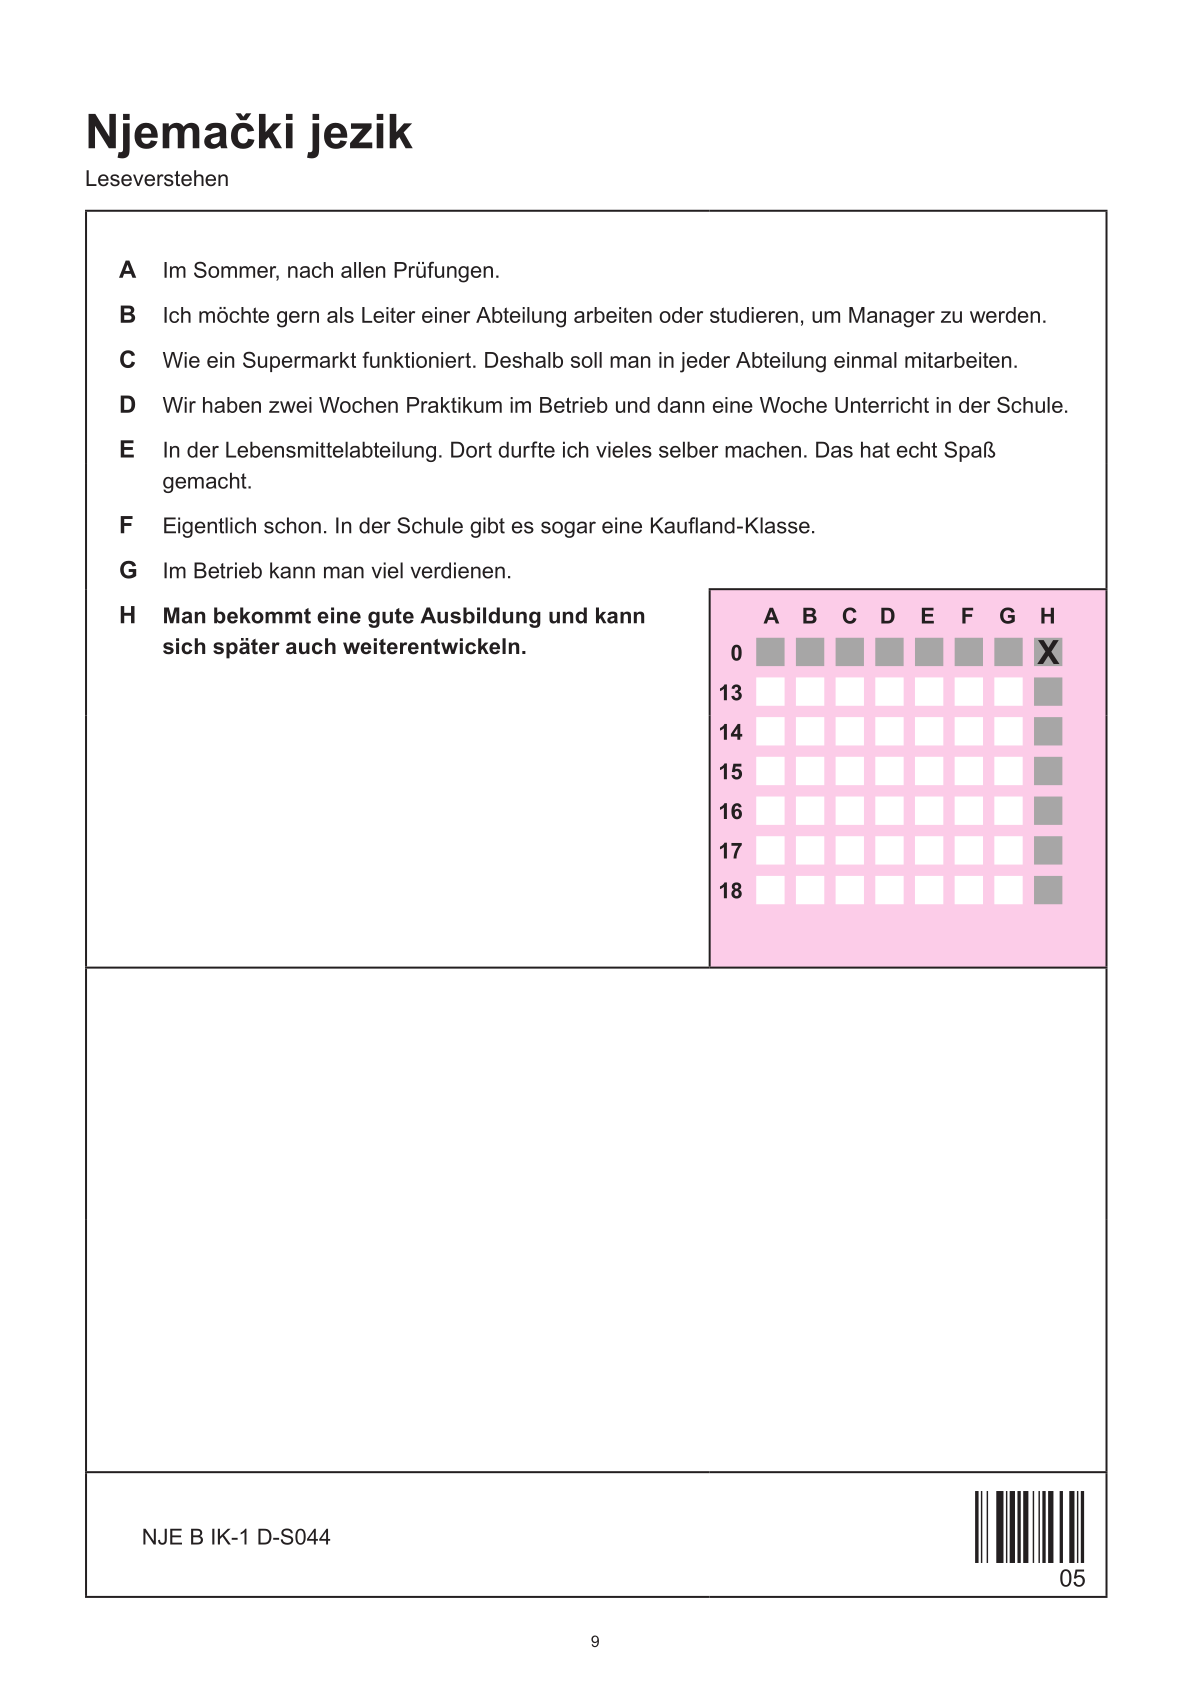 Njemački jezik
Leseverstehen
A Im Sommer, nach allen Prüfungen.
B Ich möchte gern als Leiter einer Abteilung arbeiten oder studieren, um Manager zu werden.
C Wie ein Supermarkt funktioniert. Deshalb soll man in jeder Abteilung einmal mitarbeiten.
D Wir haben zwei Wochen Praktikum im Betrieb und dann eine Woche Unterricht in der Schule.
E In der Lebensmittelabteilung. Dort durfte ich vieles selber machen. Das hat echt Spaß
gemacht.
F Eigentlich schon. In der Schule gibt es sogar eine Kaufland-Klasse.
G Im Betrieb kann man viel verdienen.
H Man bekommt eine gute Ausbildung und kann
sich später auch weiterentwickeln.
A B C D E F G H
0 X
13
14
15
16
17
18
NJE B IK-1 D-S044
05
9